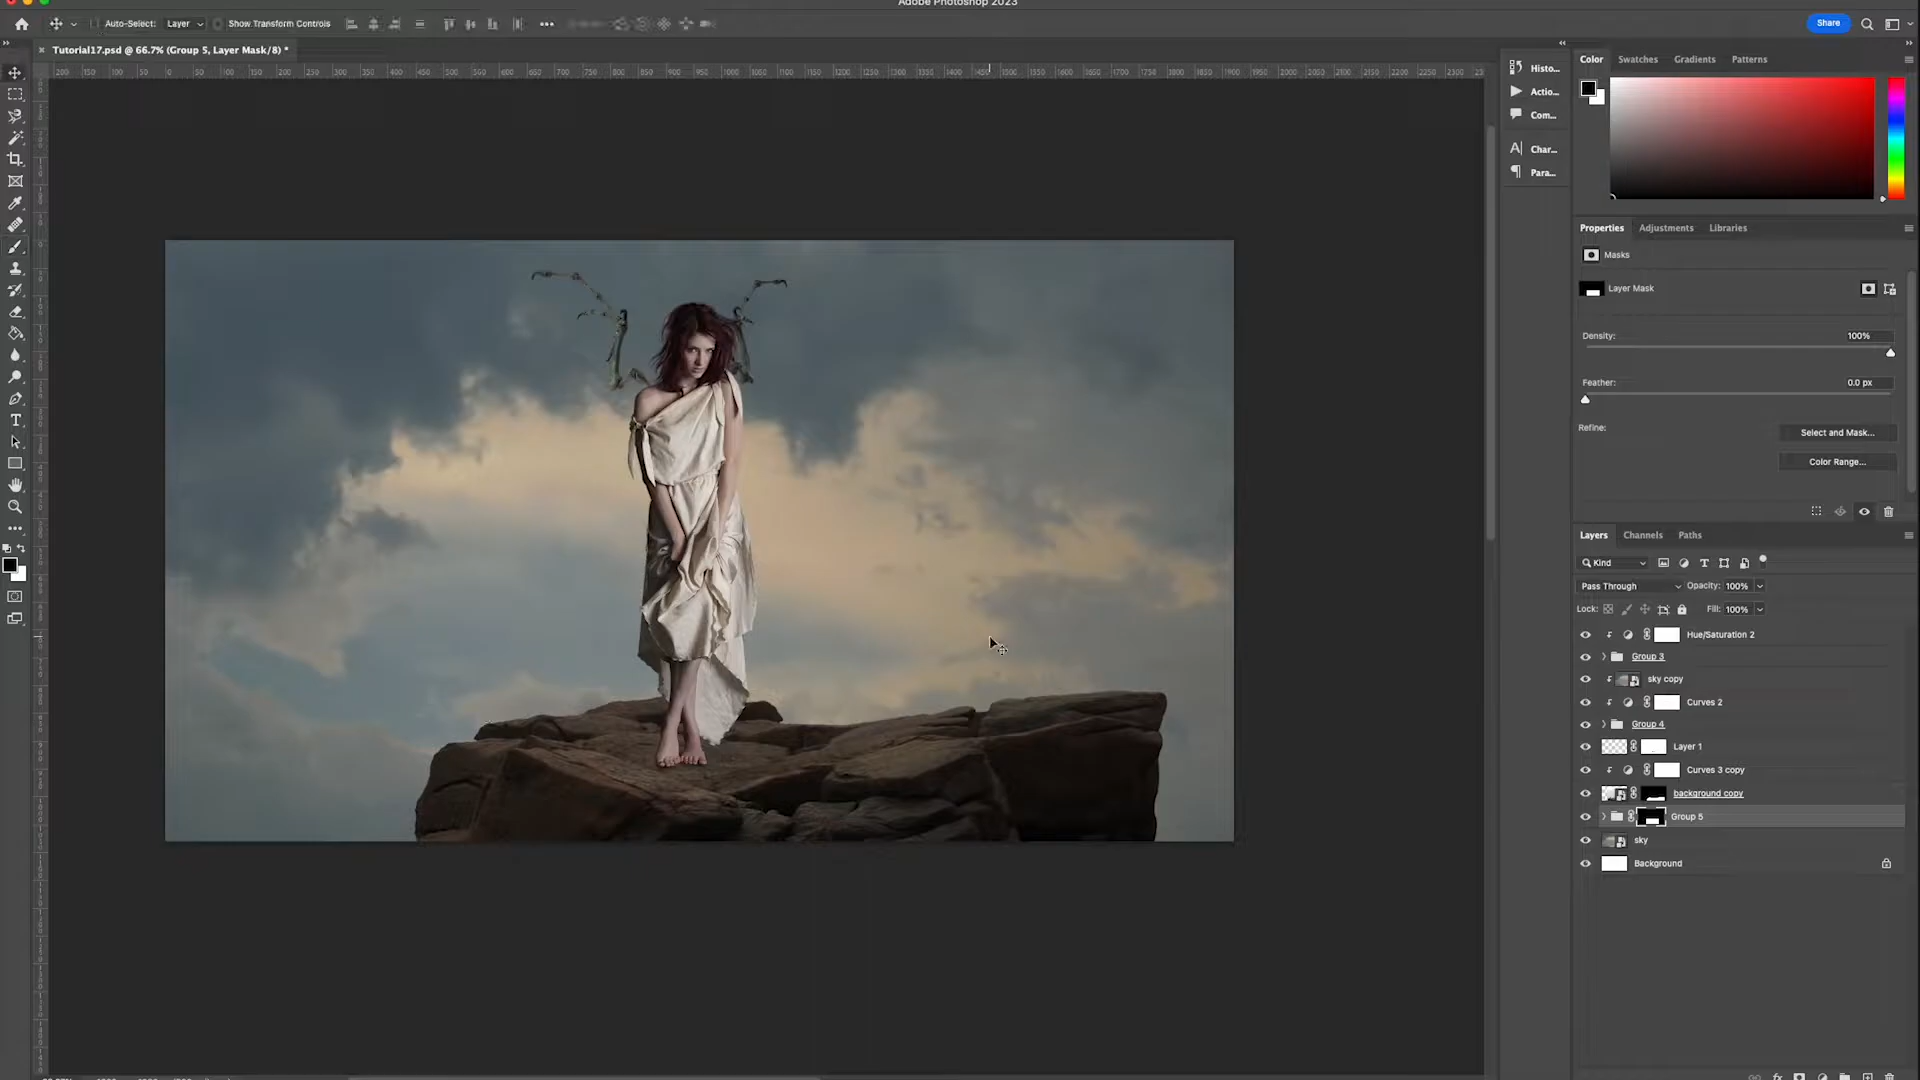 Adobe Photoshop 2023
Auto-Select: Layer Show Transform Controls
Share
Tutorial17.psd @ 66.7% (Group 5, Layer Mask/8) *
Histo...
Actio...
Com...
Char...
Para...
Color Swatches Gradients Patterns
Properties Adjustments Libraries
Masks
Layer Mask
Density: 100%
Feather: 0.0 px
Refine: Select and Mask...
Color Range...
Layers Channels Paths
Kind
Pass Through Opacity: 100%
Lock: Fill: 100%
Hue/Saturation 2
Group 3
sky copy
Curves 2
Group 4
Layer 1
Curves 3 copy
background copy
Group 5
sky
Background